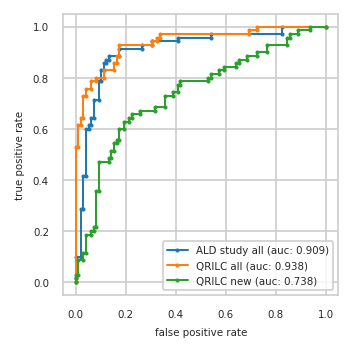 1.0
0.8
0.6
0.4
0.2
0.0
true positive rate
ALD study all (auc: 0.909)
QRILC all (auc: 0.938)
QRILC new (auc: 0.738)
0.0 0.2 0.4 0.6 0.8 1.0
false positive rate